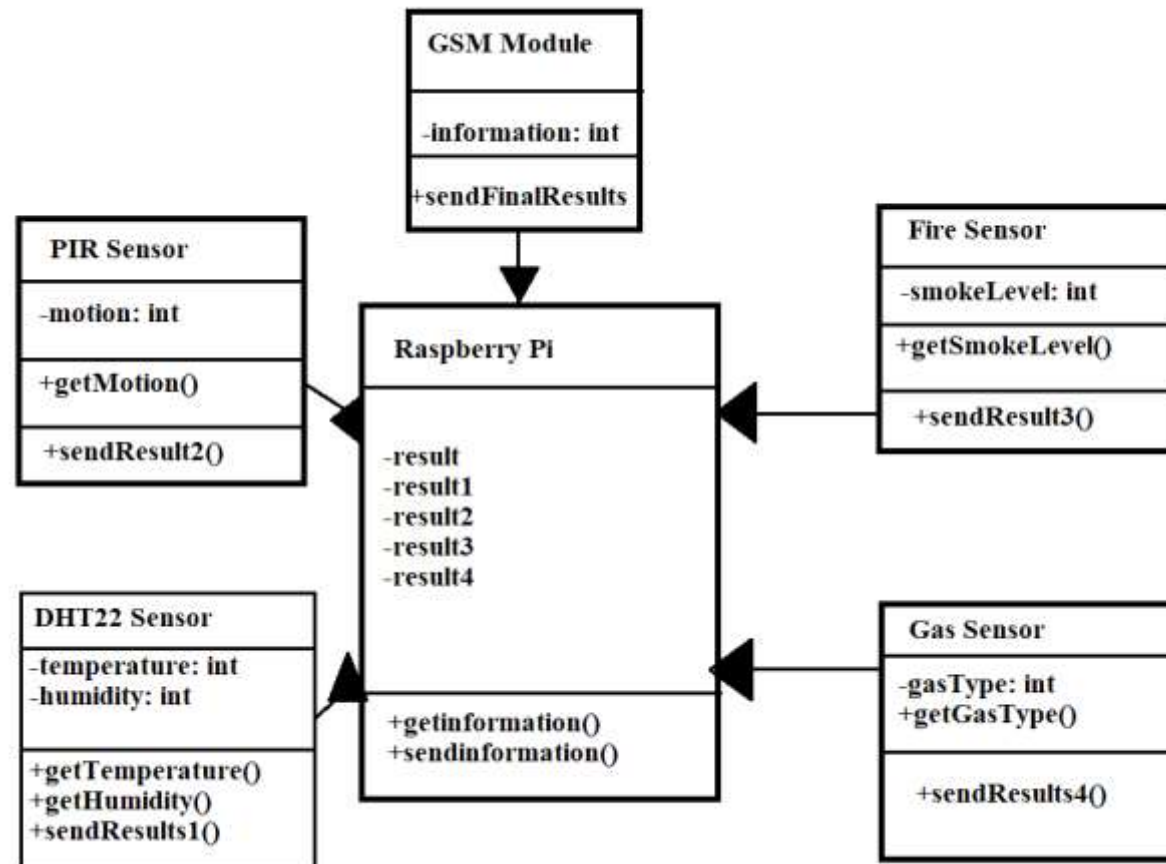 GSM Module
-information: int
+sendFinalResults
PIR Sensor
-motion: int
+getMotion()
+sendResult2()
Raspberry Pi
-result
-result1
-result2
-result3
-result4
+getinformation()
+sendinformation()
Fire Sensor
-smokeLevel: int
+getSmokeLevel()
+sendResult3()
DHT22 Sensor
-temperature: int
-humidity: int
+getTemperature()
+getHumidity()
+sendResults1()
Gas Sensor
-gasType: int
+getGasType()
+sendResults4()